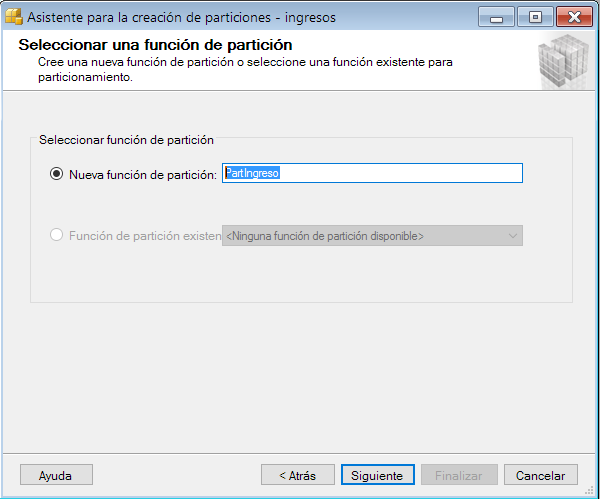 Asistente para la creación de particiones - ingresos
Seleccionar una función de partición
Cree una nueva función de partición o seleccione una función existente para
particionamiento.
Seleccionar función de partición
Nueva función de partición: PartIngreso
Función de partición existen <Ninguna función de partición disponible>
Ayuda < Atrás Siguiente Finalizar Cancelar